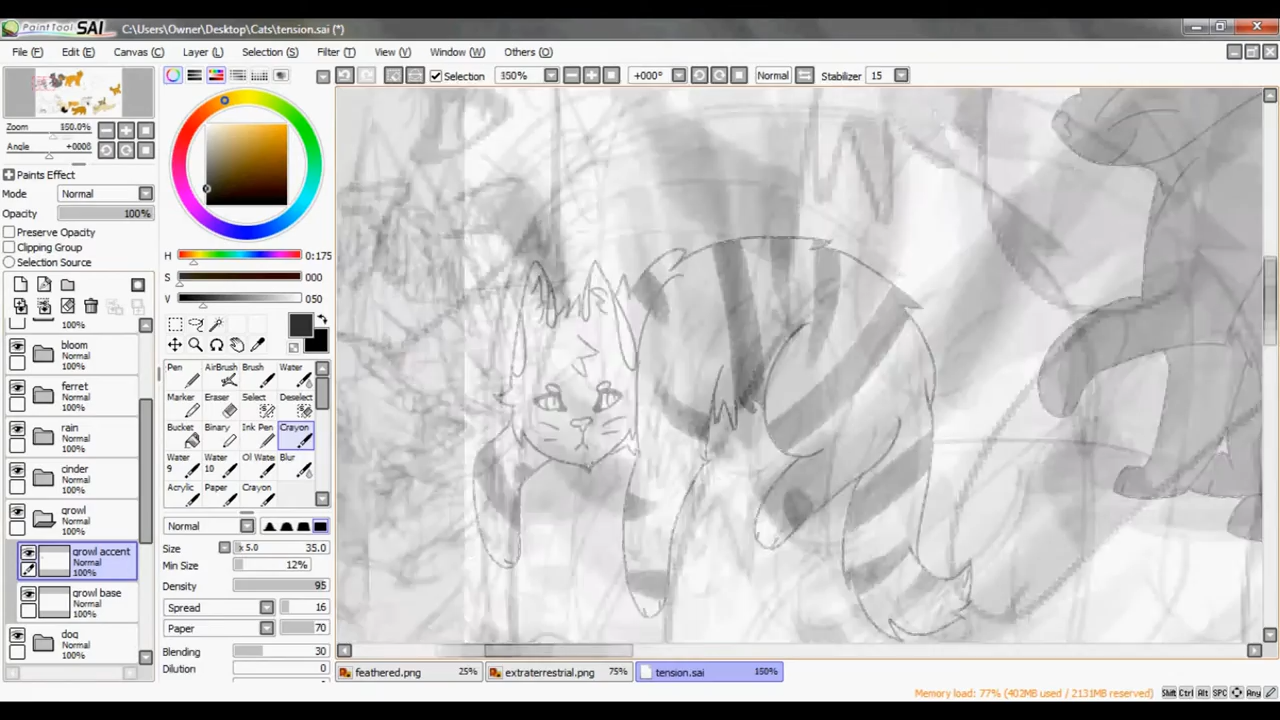 PaintTool SAI C:\Users\Owner\Desktop\Cats\tension.sai (*)
File (F) Edit (E) Canvas (C) Layer (L) Selection (S) Filter (T) View (V) Window (W) Others (O)
Selection 150% +000° Normal Stabilizer 15
Zoom 150.0%
Angle +000δ
Paints Effect
Mode Normal
Opacity 100%
Preserve Opacity
Clipping Group
Selection Source
100%
bloom
Normal
100%
ferret
Normal
100%
rain
Normal
100%
cinder
Normal
100%
growl
Normal
100%
growl accent
Normal
100%
growl base
Normal
100%
dog
Normal
100%
H 0:175
S 000
V 050
Pen AirBrush Brush Water
Marker Eraser Select Deselect
Bucket Binary Ink Pen Crayon
Water 9 Water 10 Oil Water Blur
Acrylic Paper Crayon
Normal
Size x 5.0 35.0
Min Size 12%
Density 95
Spread 16
Paper 70
Blending 30
Dilution 0
feathered.png 25% extraterrestrial.png 75% tension.sai 150%
Memory load: 77% (402MB used / 2131MB reserved) Shift Ctrl Alt SPC Any